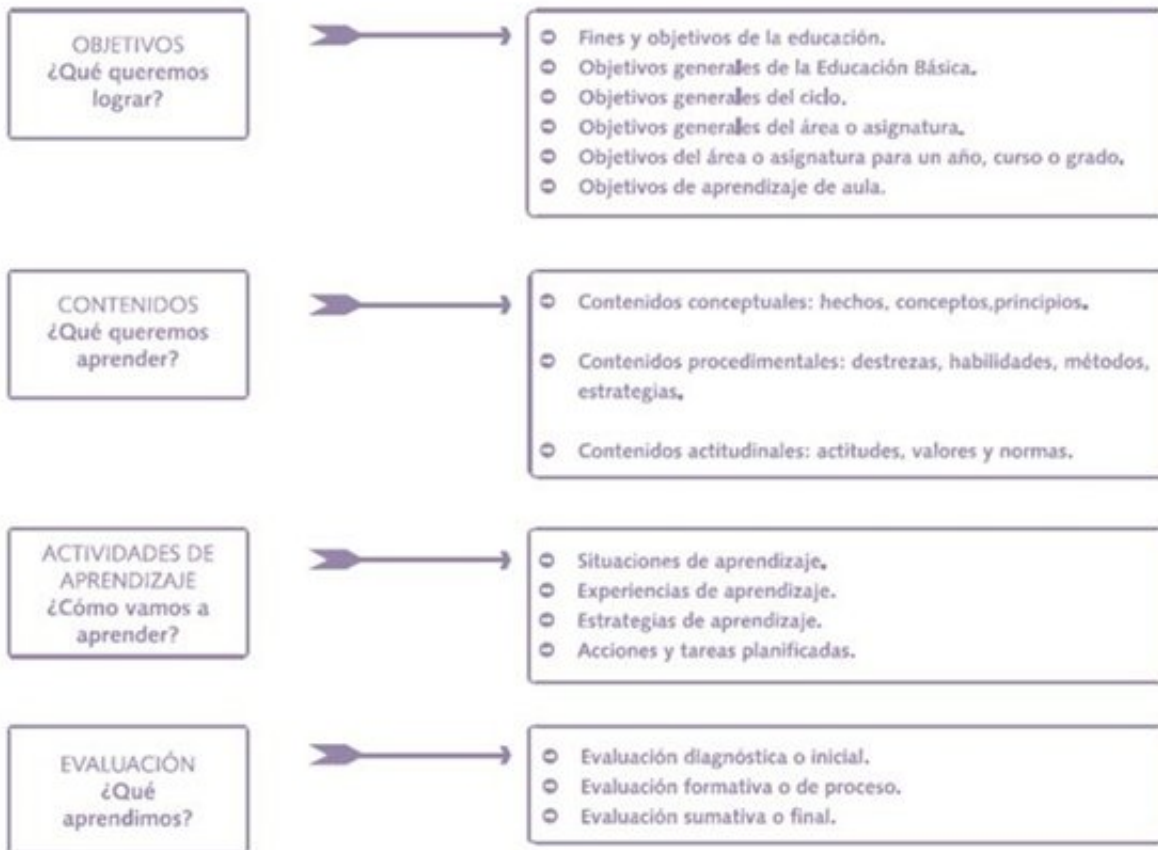 OBJETIVOS
¿Qué queremos
lograr?
Fines y objetivos de la educación.
Objetivos generales de la Educación Básica.
Objetivos generales del ciclo.
Objetivos generales del área o asignatura.
Objetivos del área o asignatura para un año, curso o grado.
Objetivos de aprendizaje de aula.
CONTENIDOS
¿Qué queremos
aprender?
Contenidos conceptuales: hechos, conceptos,principios.
Contenidos procedimentales: destrezas, habilidades, métodos,
estrategias.
Contenidos actitudinales: actitudes, valores y normas.
ACTIVIDADES DE
APRENDIZAJE
¿Cómo vamos a
aprender?
Situaciones de aprendizaje.
Experiencias de aprendizaje.
Estrategias de aprendizaje.
Acciones y tareas planificadas.
EVALUACIÓN
¿Qué
aprendimos?
Evaluación diagnóstica o inicial.
Evaluación formativa o de proceso.
Evaluación sumativa o final.